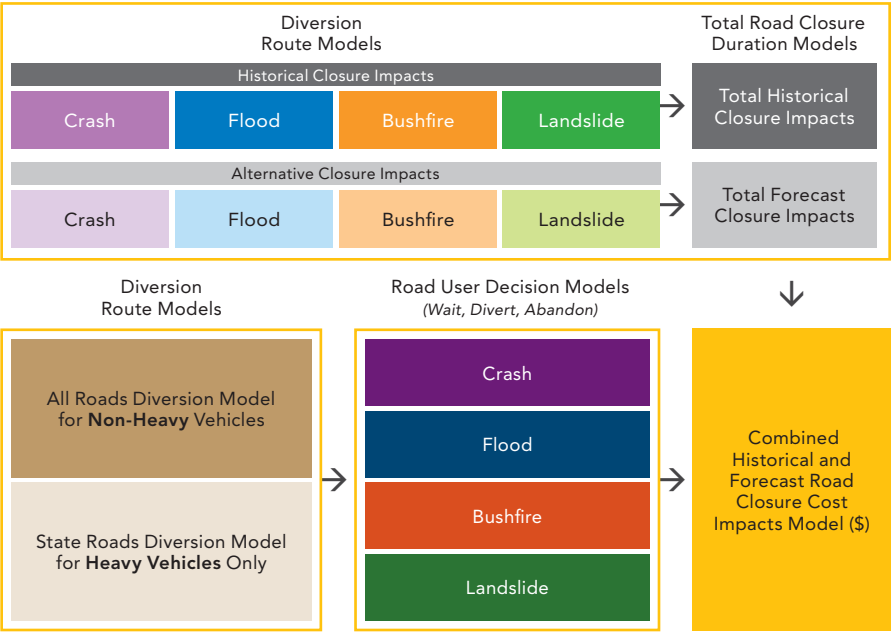 Diversion
Route Models
Total Road Closure
Duration Models
Historical Closure Impacts
Crash
Flood
Bushfire
Landslide
Total Historical
Closure Impacts
Alternative Closure Impacts
Crash
Flood
Bushfire
Landslide
Total Forecast
Closure Impacts
Diversion
Route Models
Road User Decision Models
(Wait, Divert, Abandon)
All Roads Diversion Model
for Non-Heavy Vehicles
State Roads Diversion Model
for Heavy Vehicles Only
Crash
Flood
Bushfire
Landslide
Combined
Historical and
Forecast Road
Closure Cost
Impacts Model ($)